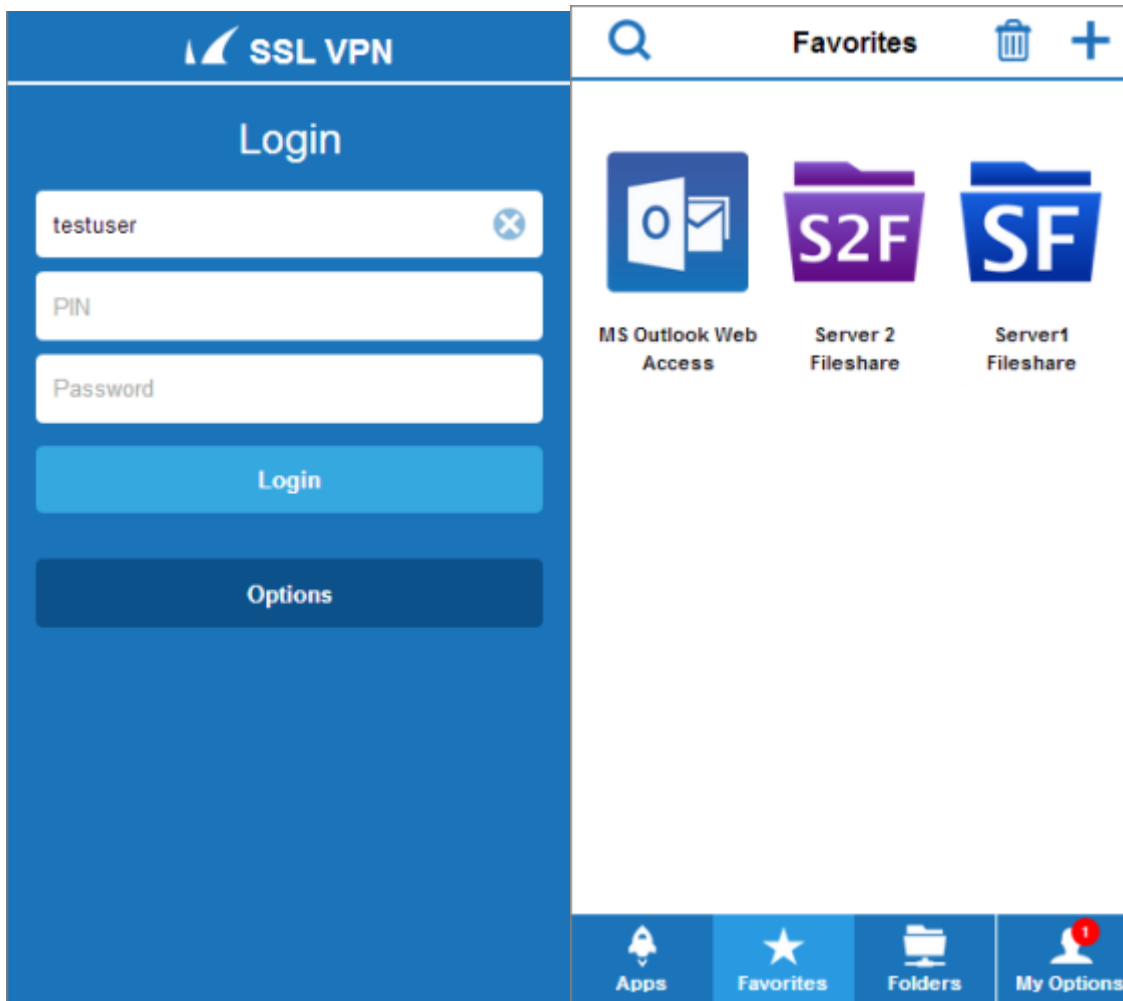 SSL VPN
Login
testuser
PIN
Password
Login
Options
Favorites
O
S2F
SF
MS Outlook Web
Access
Server 2
Fileshare
Server1
Fileshare
Apps
Favorites
Folders
1
My Options